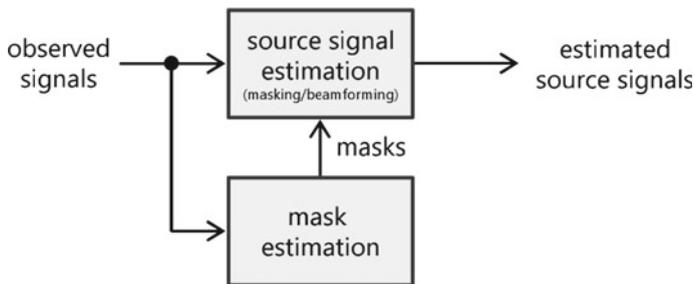 observed
signals
source signal
estimation
(masking/beamforming)
estimated
source signals
masks
mask
estimation